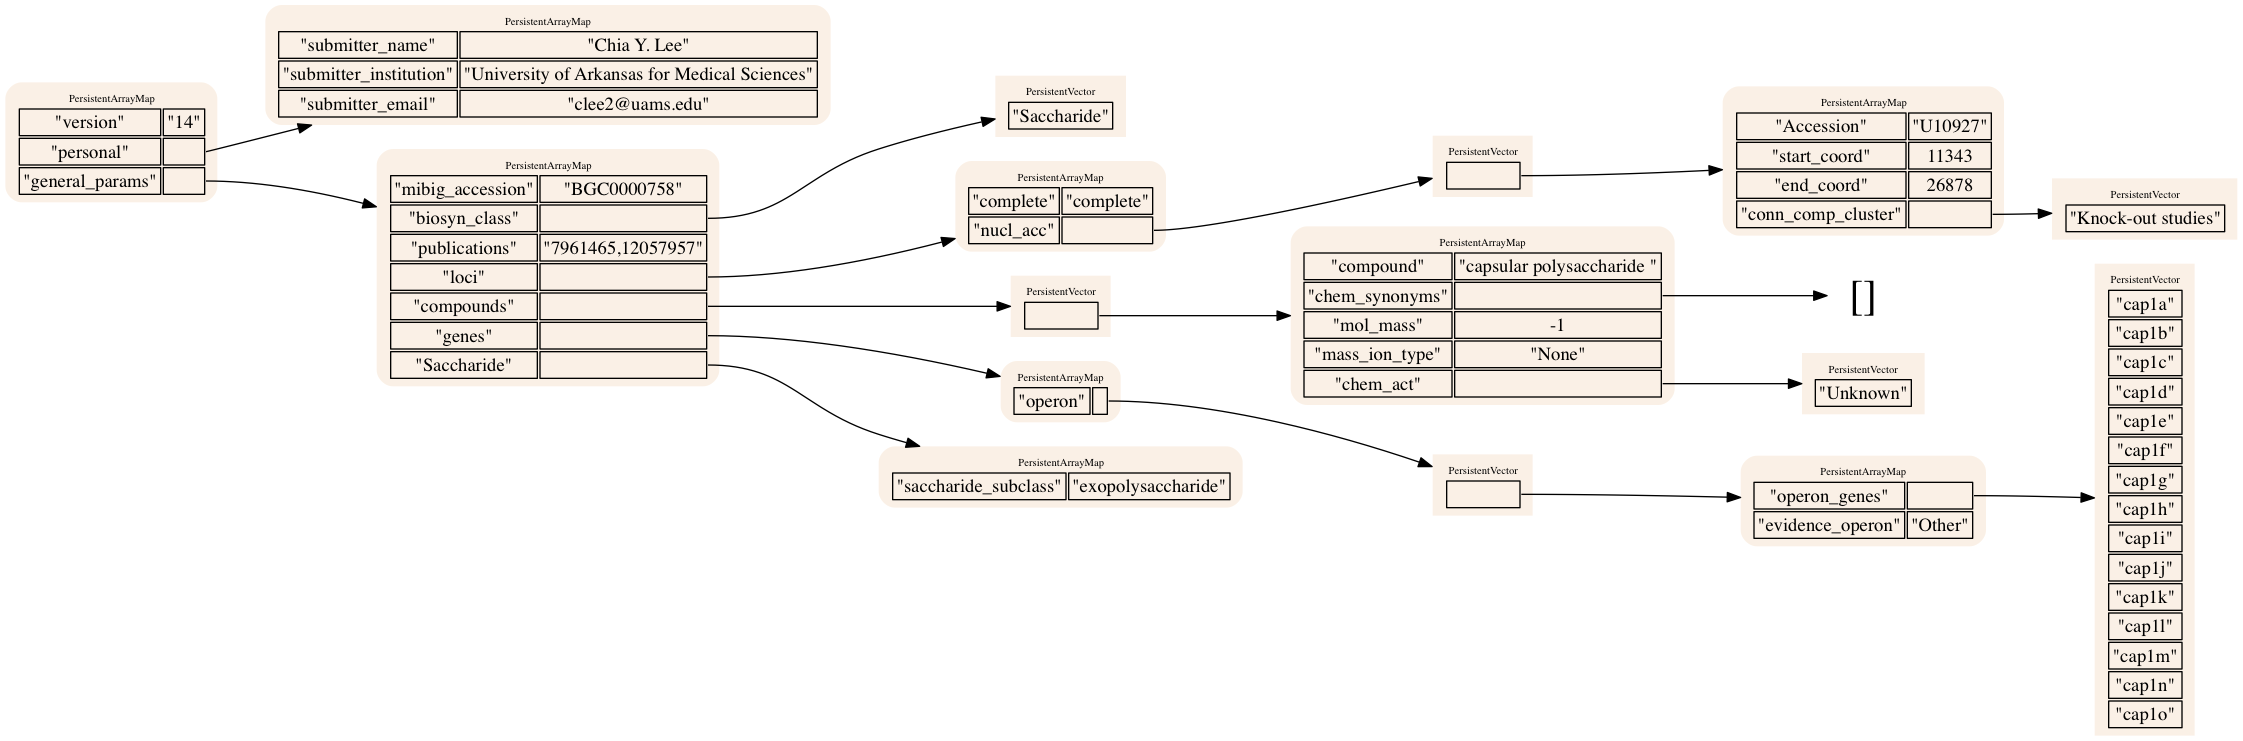 PersistentArrayMap
"version" "14"
"personal"
"general_params"
PersistentArrayMap
"submitter_name" "Chia Y. Lee"
"submitter_institution" "University of Arkansas for Medical Sciences"
"submitter_email" "clee2@uams.edu"
PersistentArrayMap
"mibig_accession" "BGC0000758"
"biosyn_class"
"publications" "7961465,12057957"
"loci"
"compounds"
"genes"
"Saccharide"
PersistentVector
"Saccharide"
PersistentArrayMap
"complete" "complete"
"nucl_acc"
PersistentVector
PersistentArrayMap
"Accession" "U10927"
"start_coord" 11343
"end_coord" 26878
"conn_comp_cluster"
PersistentVector
"Knock-out studies"
PersistentVector
PersistentArrayMap
"compound" "capsular polysaccharide "
"chem_synonyms"
"mol_mass" -1
"mass_ion_type" "None"
"chem_act"
[]
PersistentVector
"Unknown"
PersistentArrayMap
"operon"
PersistentVector
PersistentArrayMap
"operon_genes"
"evidence_operon" "Other"
PersistentVector
"cap1a"
"cap1b"
"cap1c"
"cap1d"
"cap1e"
"cap1f"
"cap1g"
"cap1h"
"cap1i"
"cap1j"
"cap1k"
"cap1l"
"cap1m"
"cap1n"
"cap1o"
PersistentArrayMap
"saccharide_subclass" "exopolysaccharide"